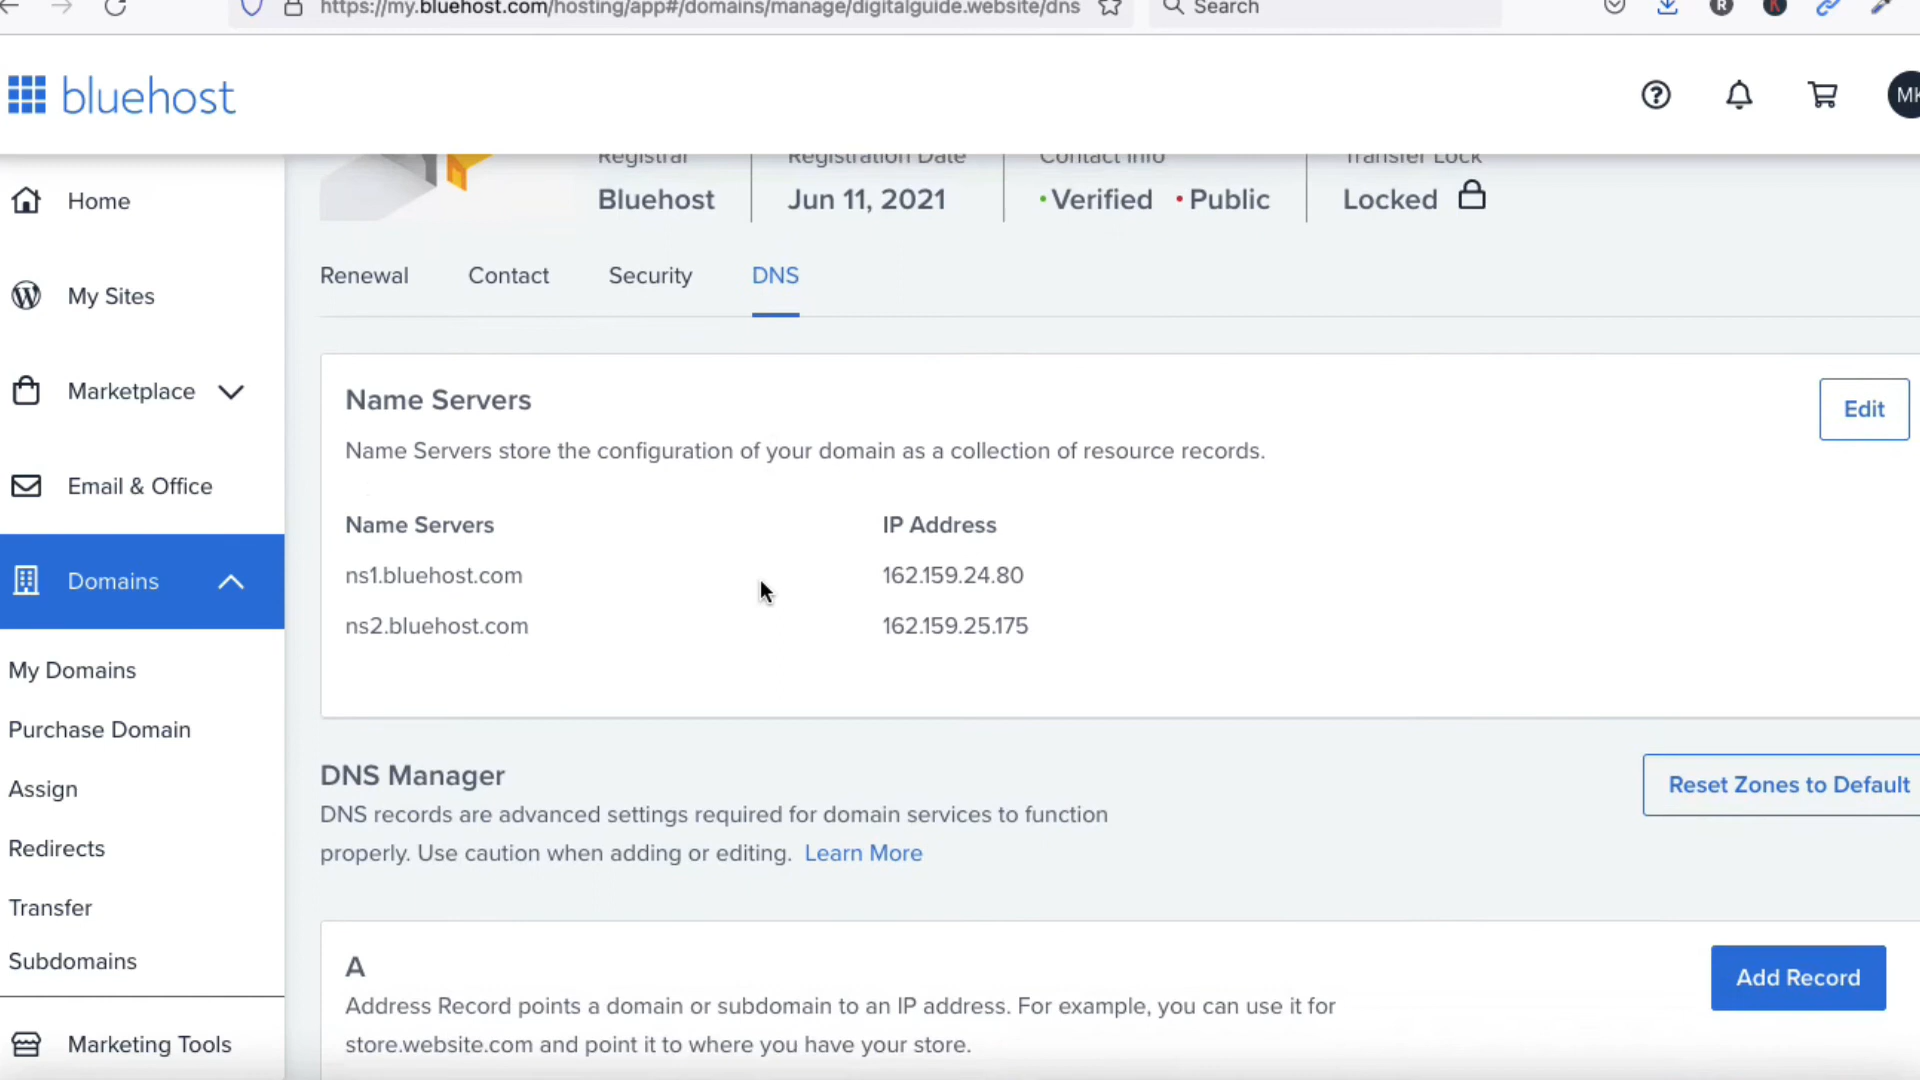 https://my.bluehost.com/hosting/app#/domains/manage/digitalguide.website/dns
Search
R
K
bluehost
MK
Registrar
Registration Date
Contact Info
Transfer Lock
Bluehost
Jun 11, 2021
Verified
Public
Locked
Home
My Sites
Marketplace
Email & Office
Domains
My Domains
Purchase Domain
Assign
Redirects
Transfer
Subdomains
Marketing Tools
Renewal
Contact
Security
DNS
Name Servers
Edit
Name Servers store the configuration of your domain as a collection of resource records.
Name Servers
IP Address
ns1.bluehost.com
162.159.24.80
ns2.bluehost.com
162.159.25.175
DNS Manager
Reset Zones to Default
DNS records are advanced settings required for domain services to function
properly. Use caution when adding or editing. Learn More
A
Add Record
Address Record points a domain or subdomain to an IP address. For example, you can use it for
store.website.com and point it to where you have your store.